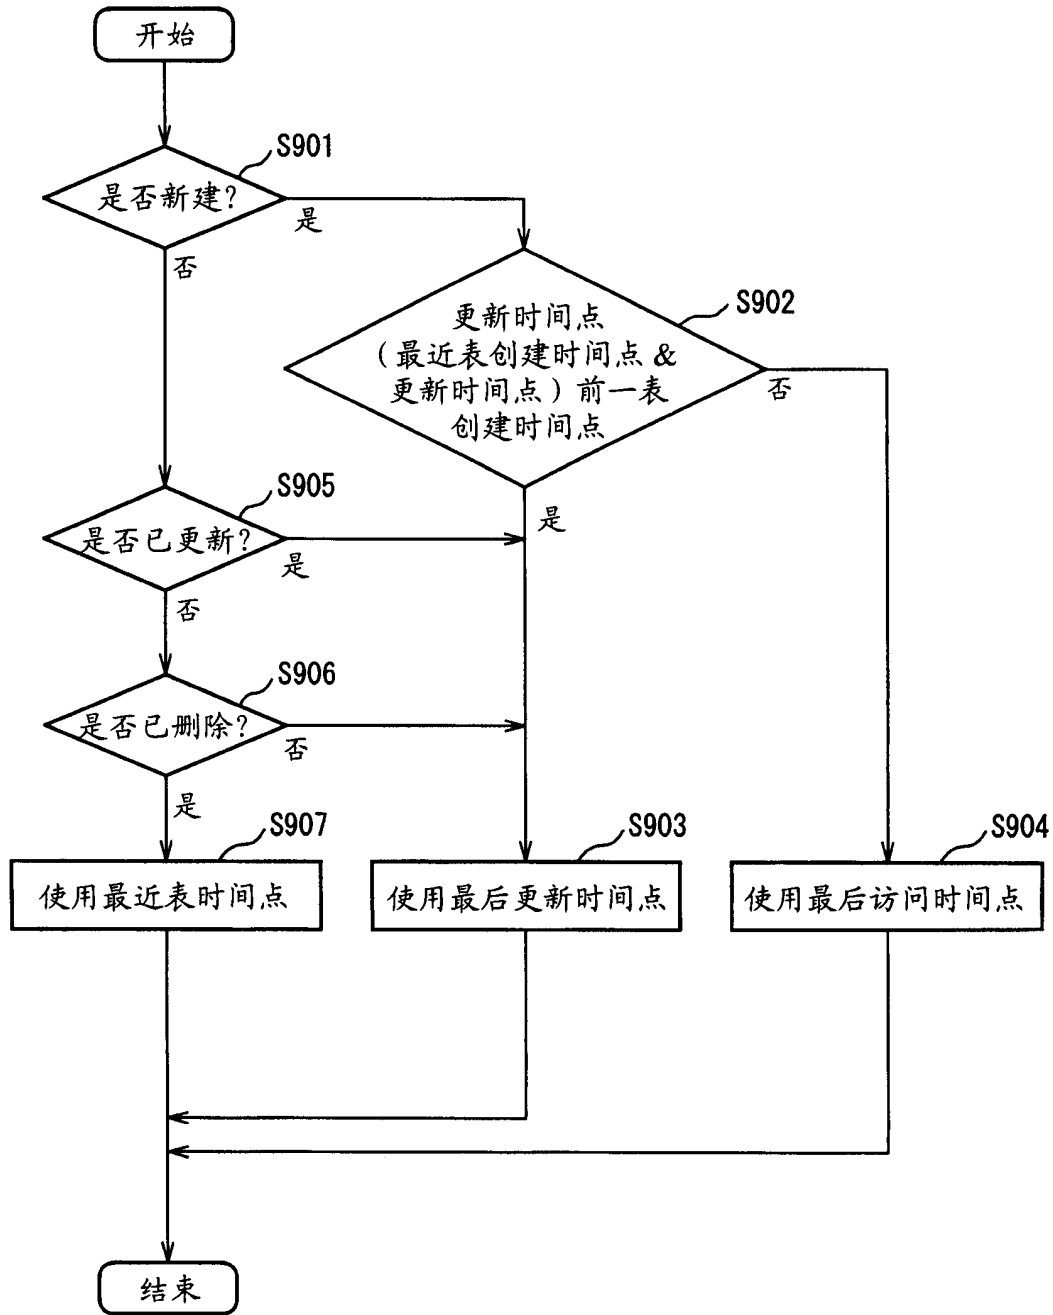 开始
S901
是否新建?
是
否
S902
更新时间点
(最近表创建时间点 &
更新时间点)前一表
创建时间点
否
是
S905
是否已更新?
是
否
S906
是否已删除?
否
是
S907
使用最近表时间点
S903
使用最后更新时间点
S904
使用最后访问时间点
结束